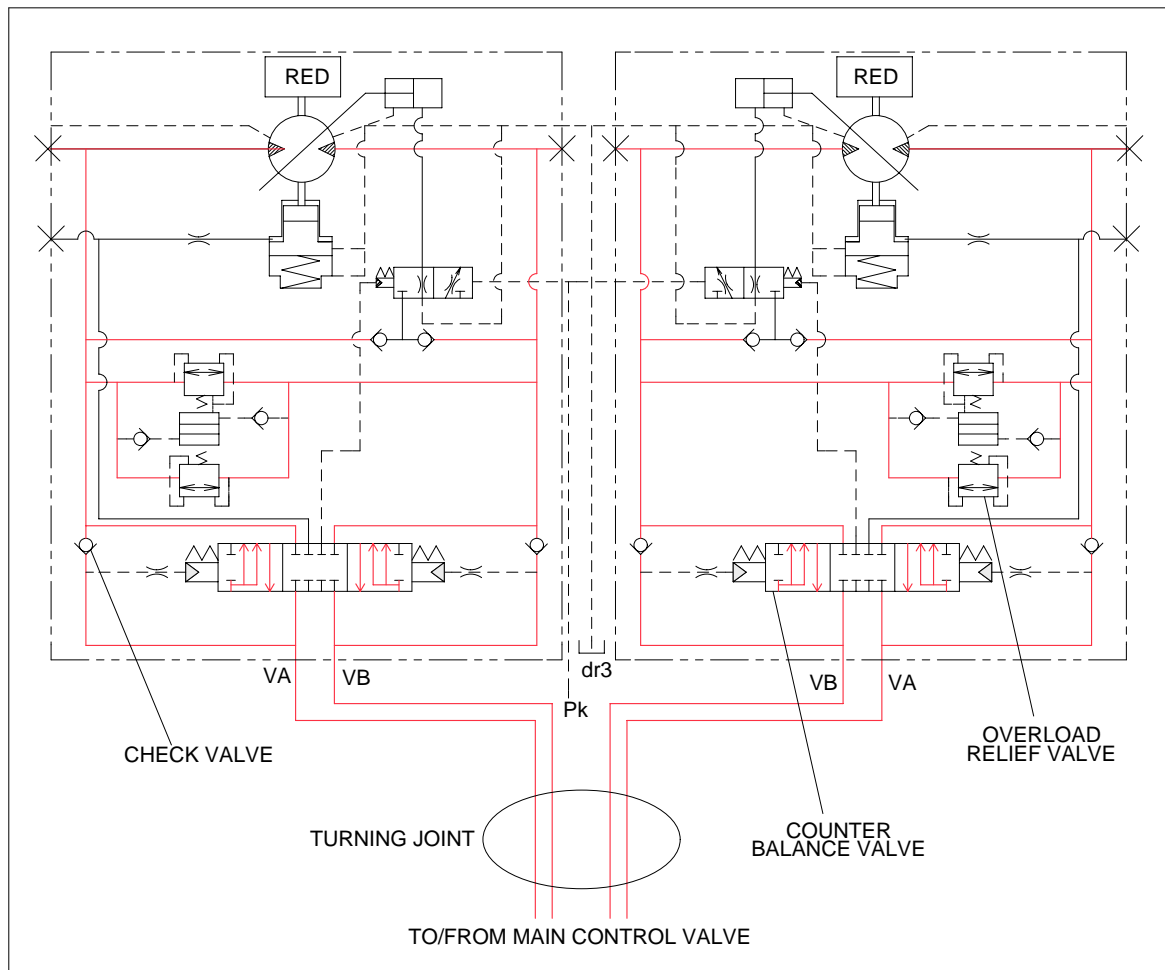 RED
RED
dr3
VA
VB
VB
VA
Pk
CHECK VALVE
OVERLOAD
RELIEF VALVE
TURNING JOINT
COUNTER
BALANCE VALVE
TO/FROM MAIN CONTROL VALVE